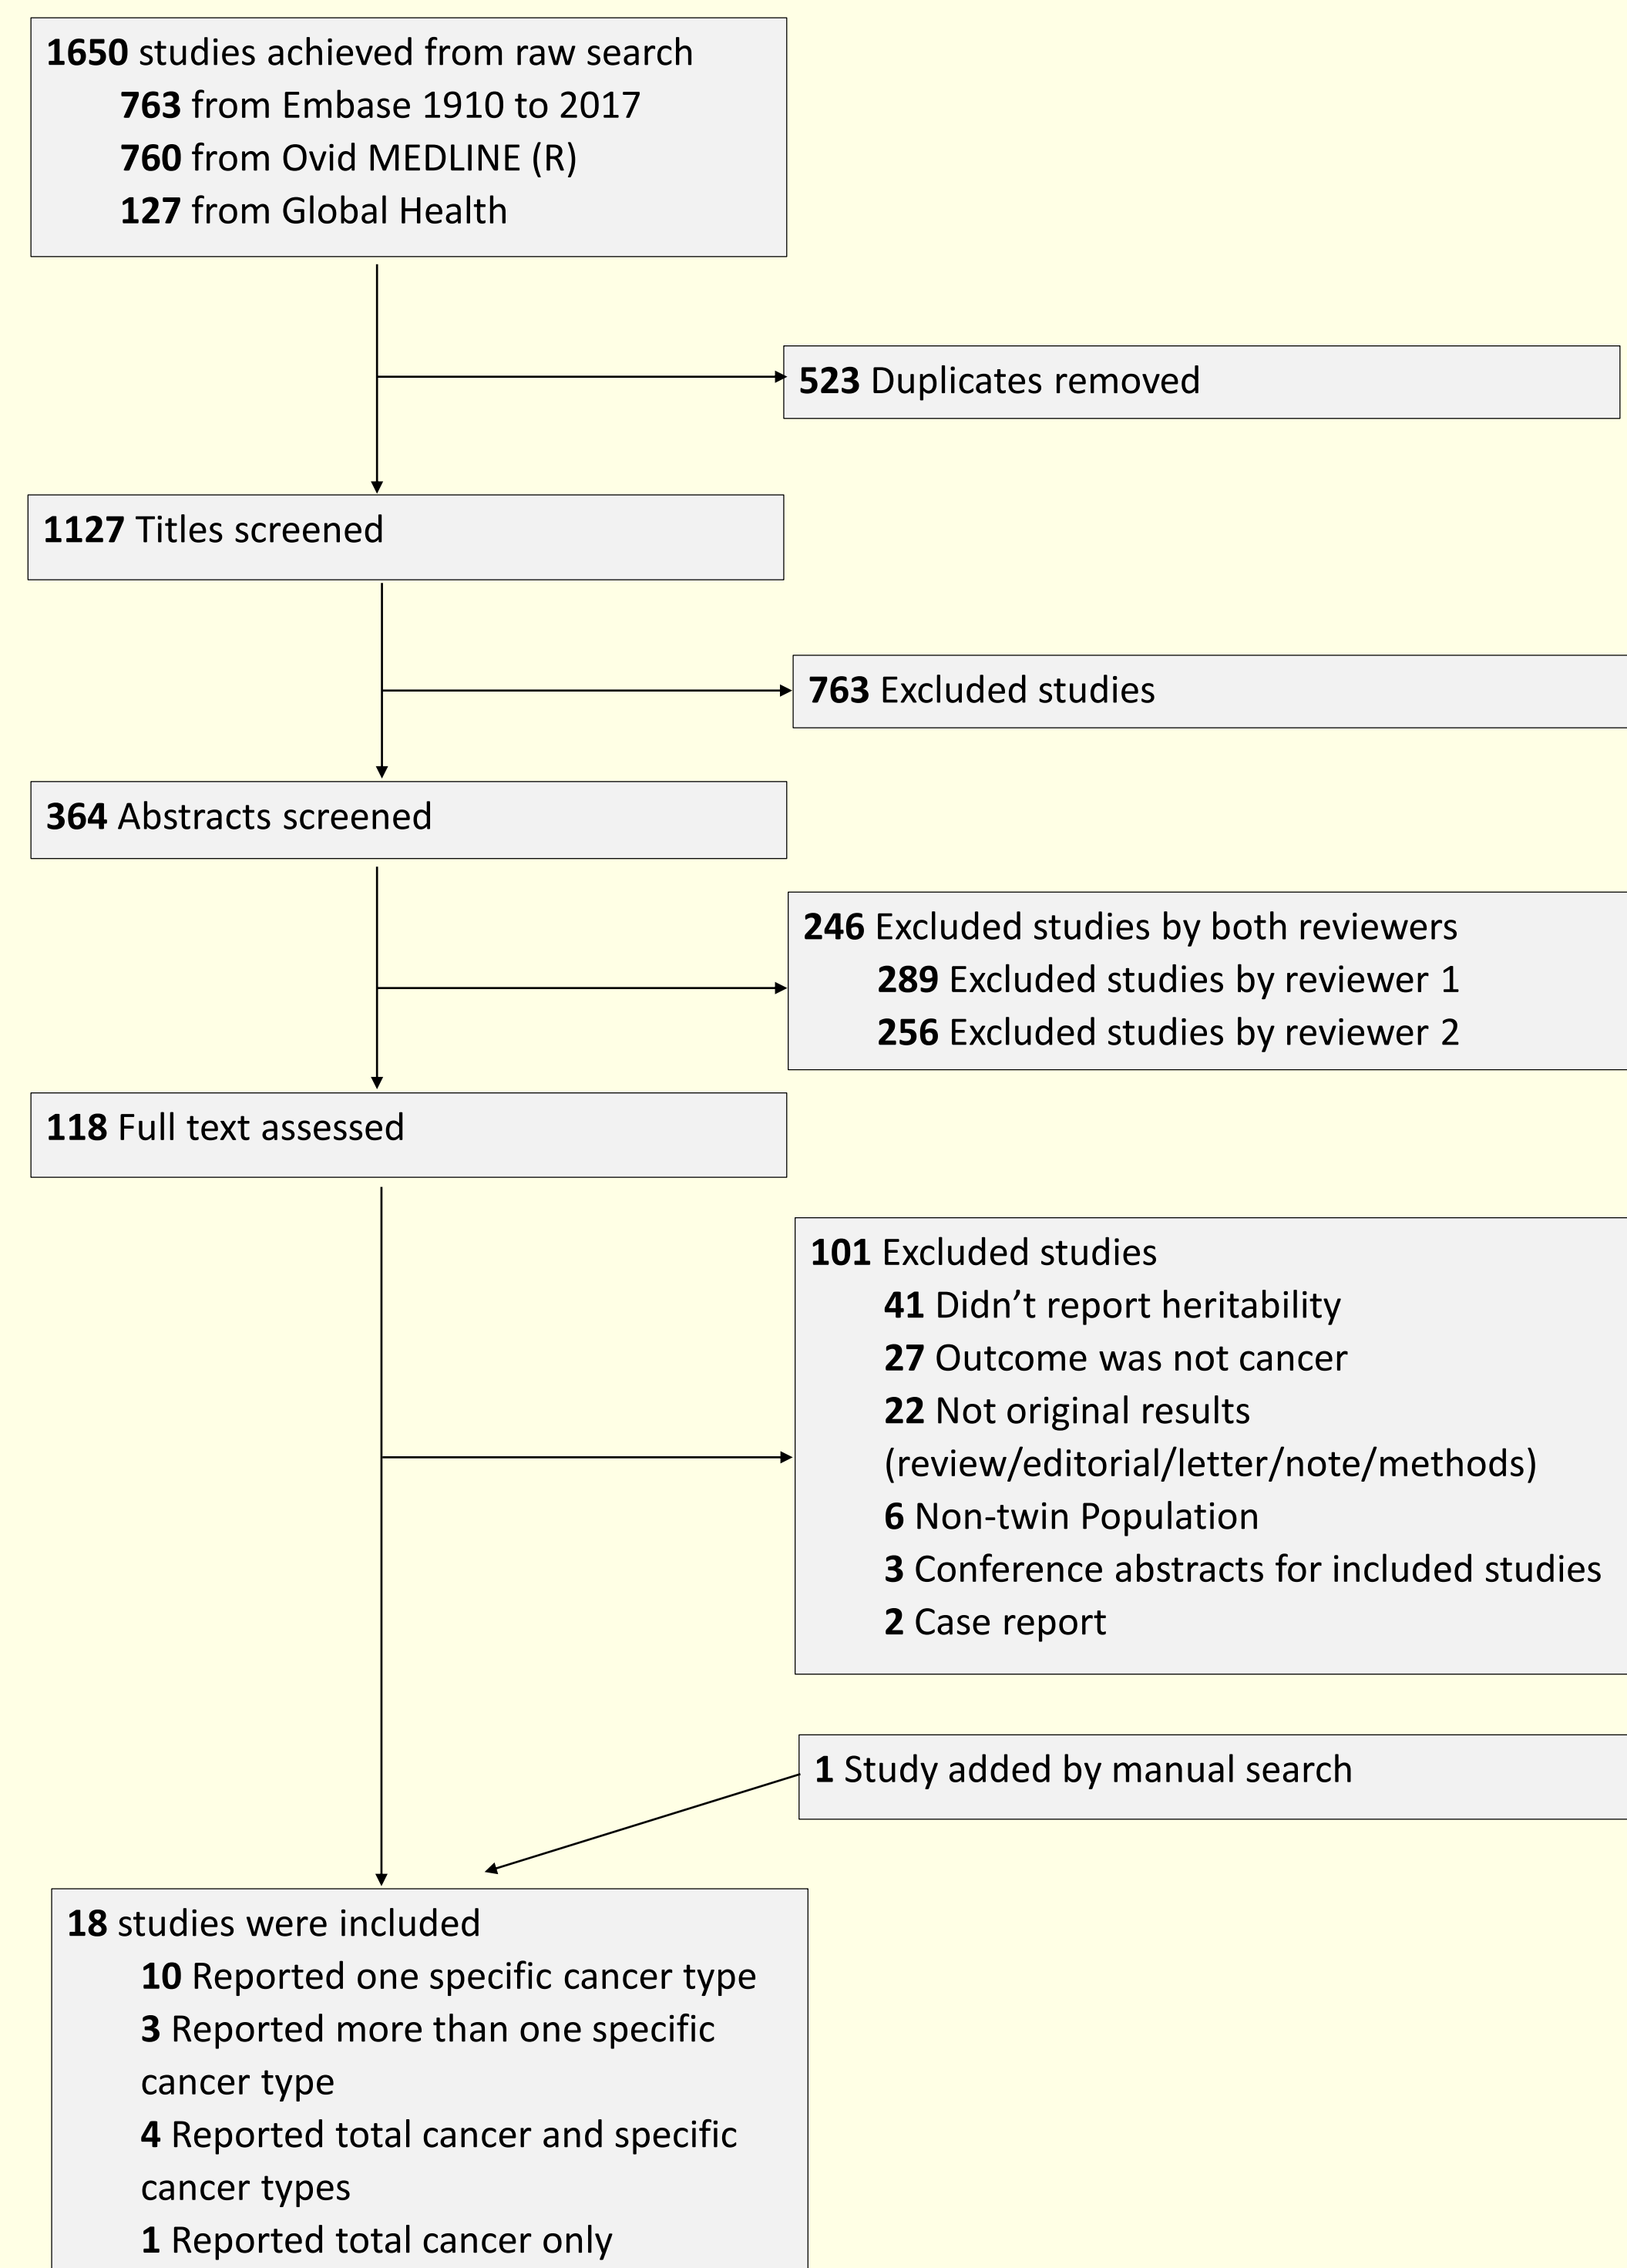 1650 studies achieved from raw search
763 from Embase 1910 to 2017
760 from Ovid MEDLINE (R)
127 from Global Health
523 Duplicates removed
1127 Titles screened
763 Excluded studies
364 Abstracts screened
246 Excluded studies by both reviewers
289 Excluded studies by reviewer 1
256 Excluded studies by reviewer 2
118 Full text assessed
101 Excluded studies
41 Didn’t report heritability
27 Outcome was not cancer
22 Not original results
(review/editorial/letter/note/methods)
6 Non-twin Population
3 Conference abstracts for included studies
2 Case report
1 Study added by manual search
18 studies were included
10 Reported one specific cancer type
3 Reported more than one specific
cancer type
4 Reported total cancer and specific
cancer types
1 Reported total cancer only